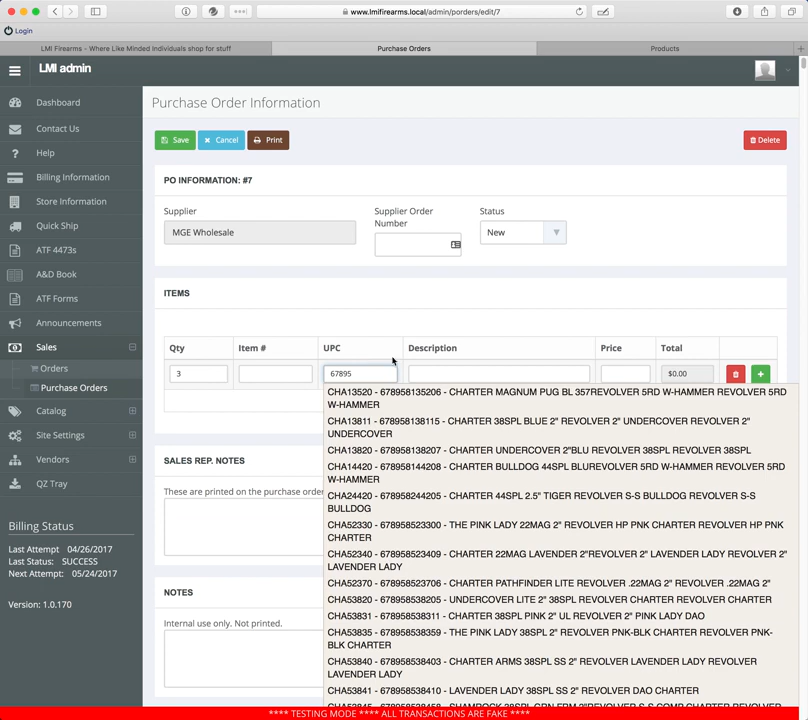 www.lmifirearms.local/admin/porders/edit/7
Login
LMI Firearms - Where Like Minded Individuals shop for stuff
Purchase Orders
Products
LMI admin
Dashboard
Contact Us
Help
Billing Information
Store Information
Quick Ship
ATF 4473s
A&D Book
ATF Forms
Announcements
Sales
Orders
Purchase Orders
Catalog
Site Settings
Vendors
QZ Tray
Billing Status
Last Attempt 04/26/2017
Last Status: SUCCESS
Next Attempt: 05/24/2017
Version: 1.0.170
Purchase Order Information
Save Cancel Print Delete
PO INFORMATION: #7
Supplier
MGE Wholesale
Supplier Order
Number
Status
New
ITEMS
Qty Item # UPC Description Price Total
3 67895 $0.00
CHA13520 - 678958135206 - CHARTER MAGNUM PUG BL 357REVOLVER 5RD W-HAMMER REVOLVER 5RD
W-HAMMER
CHA13811 - 678958138115 - CHARTER 38SPL BLUE 2" REVOLVER 2" UNDERCOVER REVOLVER 2"
UNDERCOVER
CHA13820 - 678958138207 - CHARTER UNDERCOVER 2"BLU REVOLVER 38SPL REVOLVER 38SPL
CHA14420 - 678958144208 - CHARTER BULLDOG 44SPL BLUREVOLVER 5RD W-HAMMER REVOLVER 5RD
W-HAMMER
CHA24420 - 678958244205 - CHARTER 44SPL 2.5" TIGER REVOLVER S-S BULLDOG REVOLVER S-S
BULLDOG
CHA52330 - 678958523300 - THE PINK LADY 22MAG 2" REVOLVER HP PNK CHARTER REVOLVER HP PNK
CHARTER
CHA52340 - 678958523409 - CHARTER 22MAG LAVENDER 2"REVOLVER 2" LAVENDER LADY REVOLVER 2"
LAVENDER LADY
CHA52370 - 678958523706 - CHARTER PATHFINDER LITE REVOLVER .22MAG 2" REVOLVER .22MAG 2"
CHA53820 - 678958538205 - UNDERCOVER LITE 2" 38SPL REVOLVER CHARTER REVOLVER CHARTER
CHA53831 - 678958538311 - CHARTER 38SPL PINK 2" UL REVOLVER 2" PINK LADY DAO
CHA53835 - 678958538359 - THE PINK LADY 38SPL 2" REVOLVER PNK-BLK CHARTER REVOLVER PNK-
BLK CHARTER
CHA53840 - 678958538403 - CHARTER ARMS 38SPL SS 2" REVOLVER LAVENDER LADY REVOLVER
LAVENDER LADY
CHA53841 - 678958538410 - LAVENDER LADY 38SPL SS 2" REVOLVER DAO CHARTER
SALES REP. NOTES
These are printed on the purchase order
NOTES
Internal use only. Not printed.
**** TESTING MODE **** ALL TRANSACTIONS ARE FAKE ****